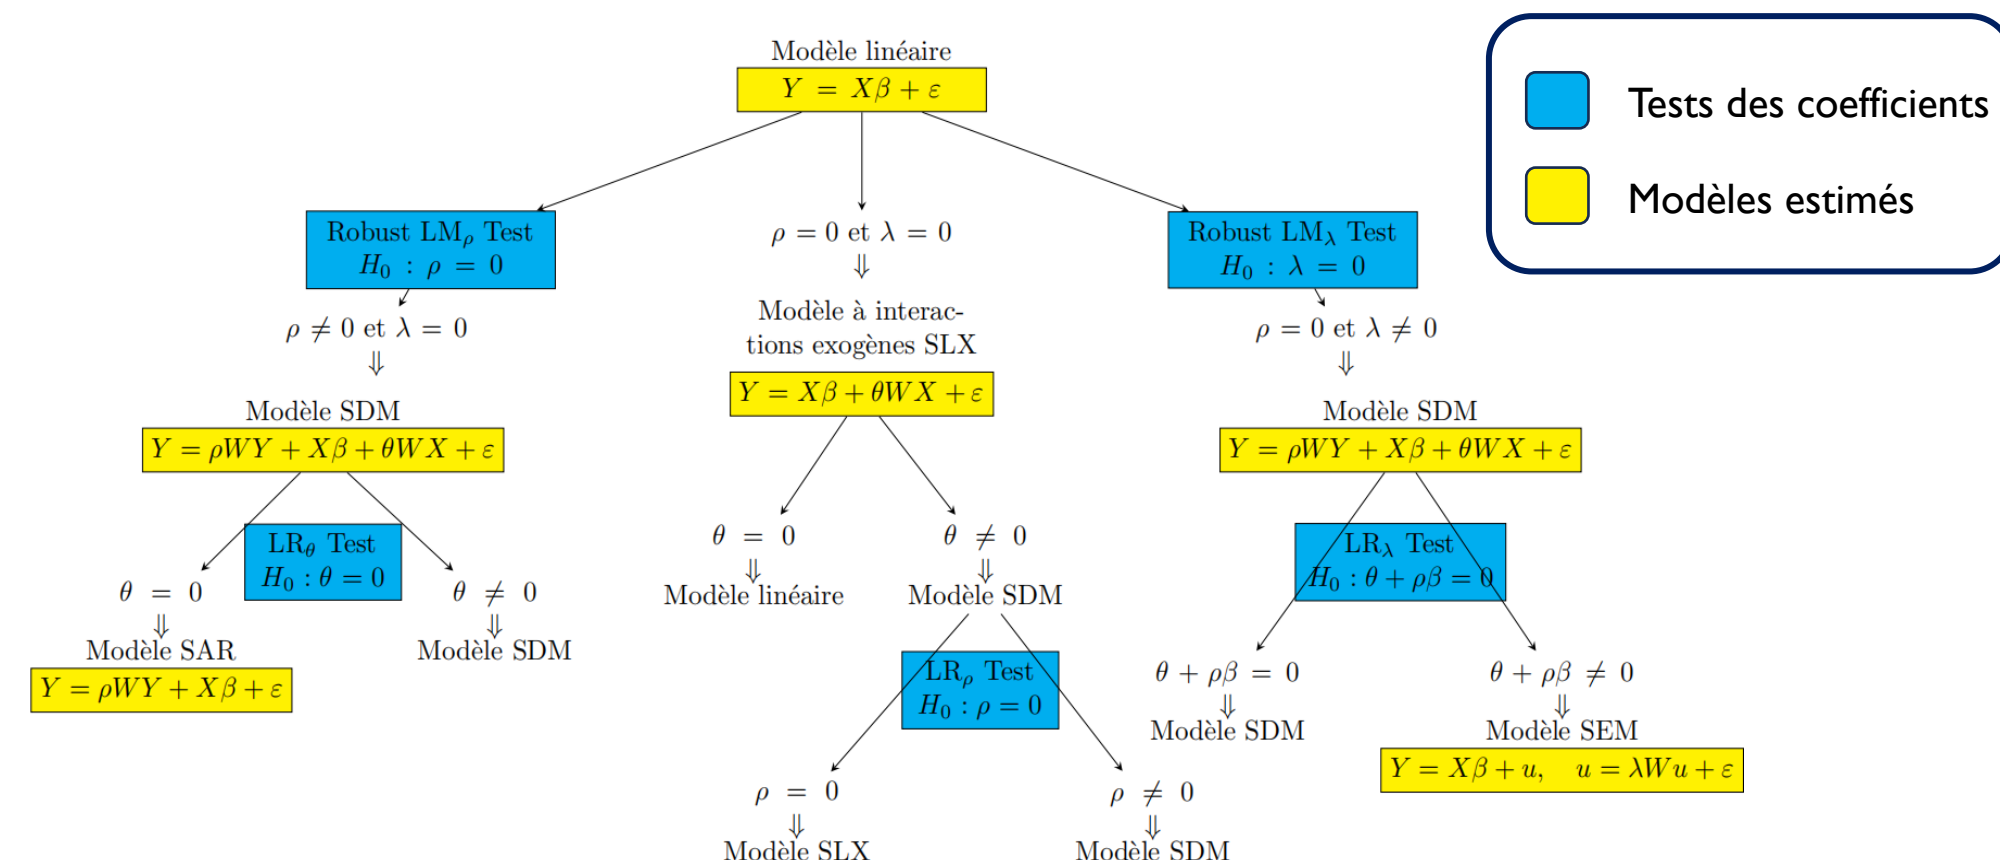 Modèle linéaire
Y = Xβ + ε
Tests des coefficients
Modèles estimés
Robust LMρ Test
H₀ : ρ = 0
ρ = 0 et λ = 0
⇓
Robust LMλ Test
H₀ : λ = 0
ρ ≠ 0 et λ = 0
⇓
Modèle à interac-
tions exogènes SLX
Y = Xβ + θWX + ε
ρ = 0 et λ ≠ 0
⇓
Modèle SDM
Y = ρWY + Xβ + θWX + ε
Modèle SDM
Y = ρWY + Xβ + θWX + ε
LRθ Test
H₀ : θ = 0
θ = 0
⇓
Modèle SAR
Y = ρWY + Xβ + ε
θ ≠ 0
⇓
Modèle SDM
θ = 0
⇓
Modèle linéaire
θ ≠ 0
⇓
Modèle SDM
LRρ Test
H₀ : ρ = 0
ρ = 0
⇓
Modèle SLX
ρ ≠ 0
⇓
Modèle SDM
LRλ Test
H₀ : θ + ρβ = 0
θ + ρβ = 0
⇓
Modèle SDM
θ + ρβ ≠ 0
⇓
Modèle SEM
Y = Xβ + u, u = λWu + ε